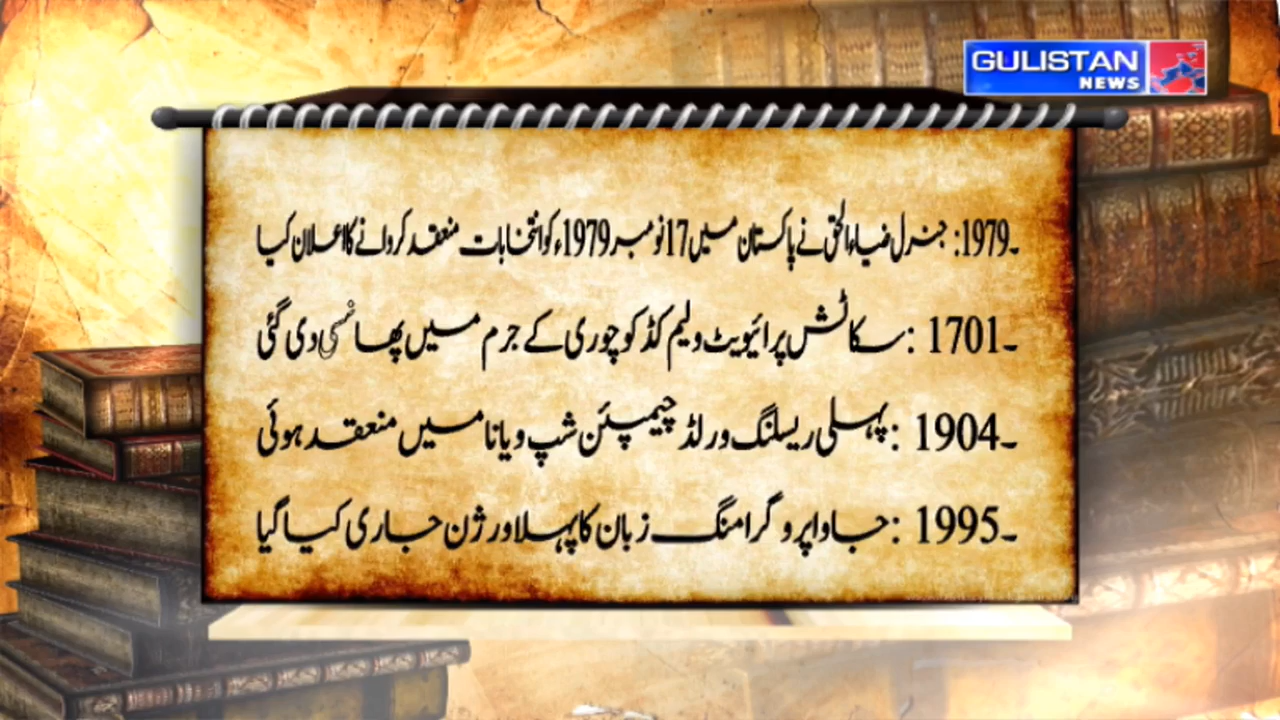 GULISTAN
NEWS
۔1979: جنرل ضیاء الحق نے پاکستان میں 17 نومبر 1979ء کو انتخابات منعقد کروانے کا اعلان کیا
۔1701 : سکاٹش پرائیویٹ ولیم کڈ کو چوری کے جرم میں پھانسی دی گئی
۔1904 : پہلی ریسلنگ ورلڈ چیمپئن شپ ویانا میں منعقد ہوئی
۔1995 : جاوا پروگرامنگ زبان کا پہلا ورژن جاری کیا گیا